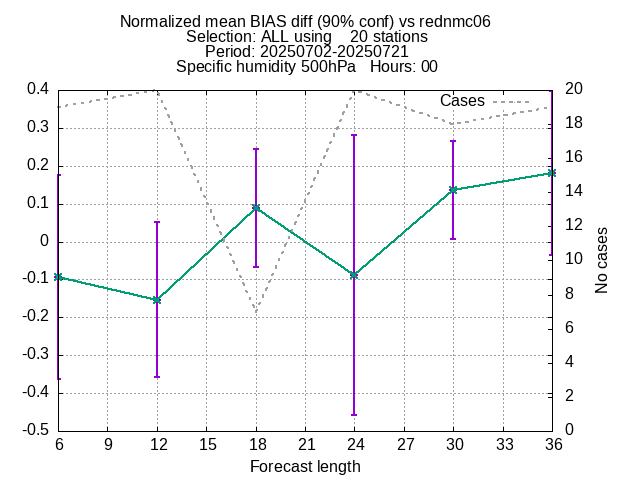 Normalized mean BIAS diff (90% conf) vs rednmc06
Selection: ALL using    20 stations
Period: 20250702-20250721
Specific humidity 500hPa   Hours: 00
Cases
0.4
0.3
0.2
0.1
0
-0.1
-0.2
-0.3
-0.4
-0.5
20
18
16
14
12
10
8
6
4
2
0
No cases
6 9 12 15 18 21 24 27 30 33 36
Forecast length